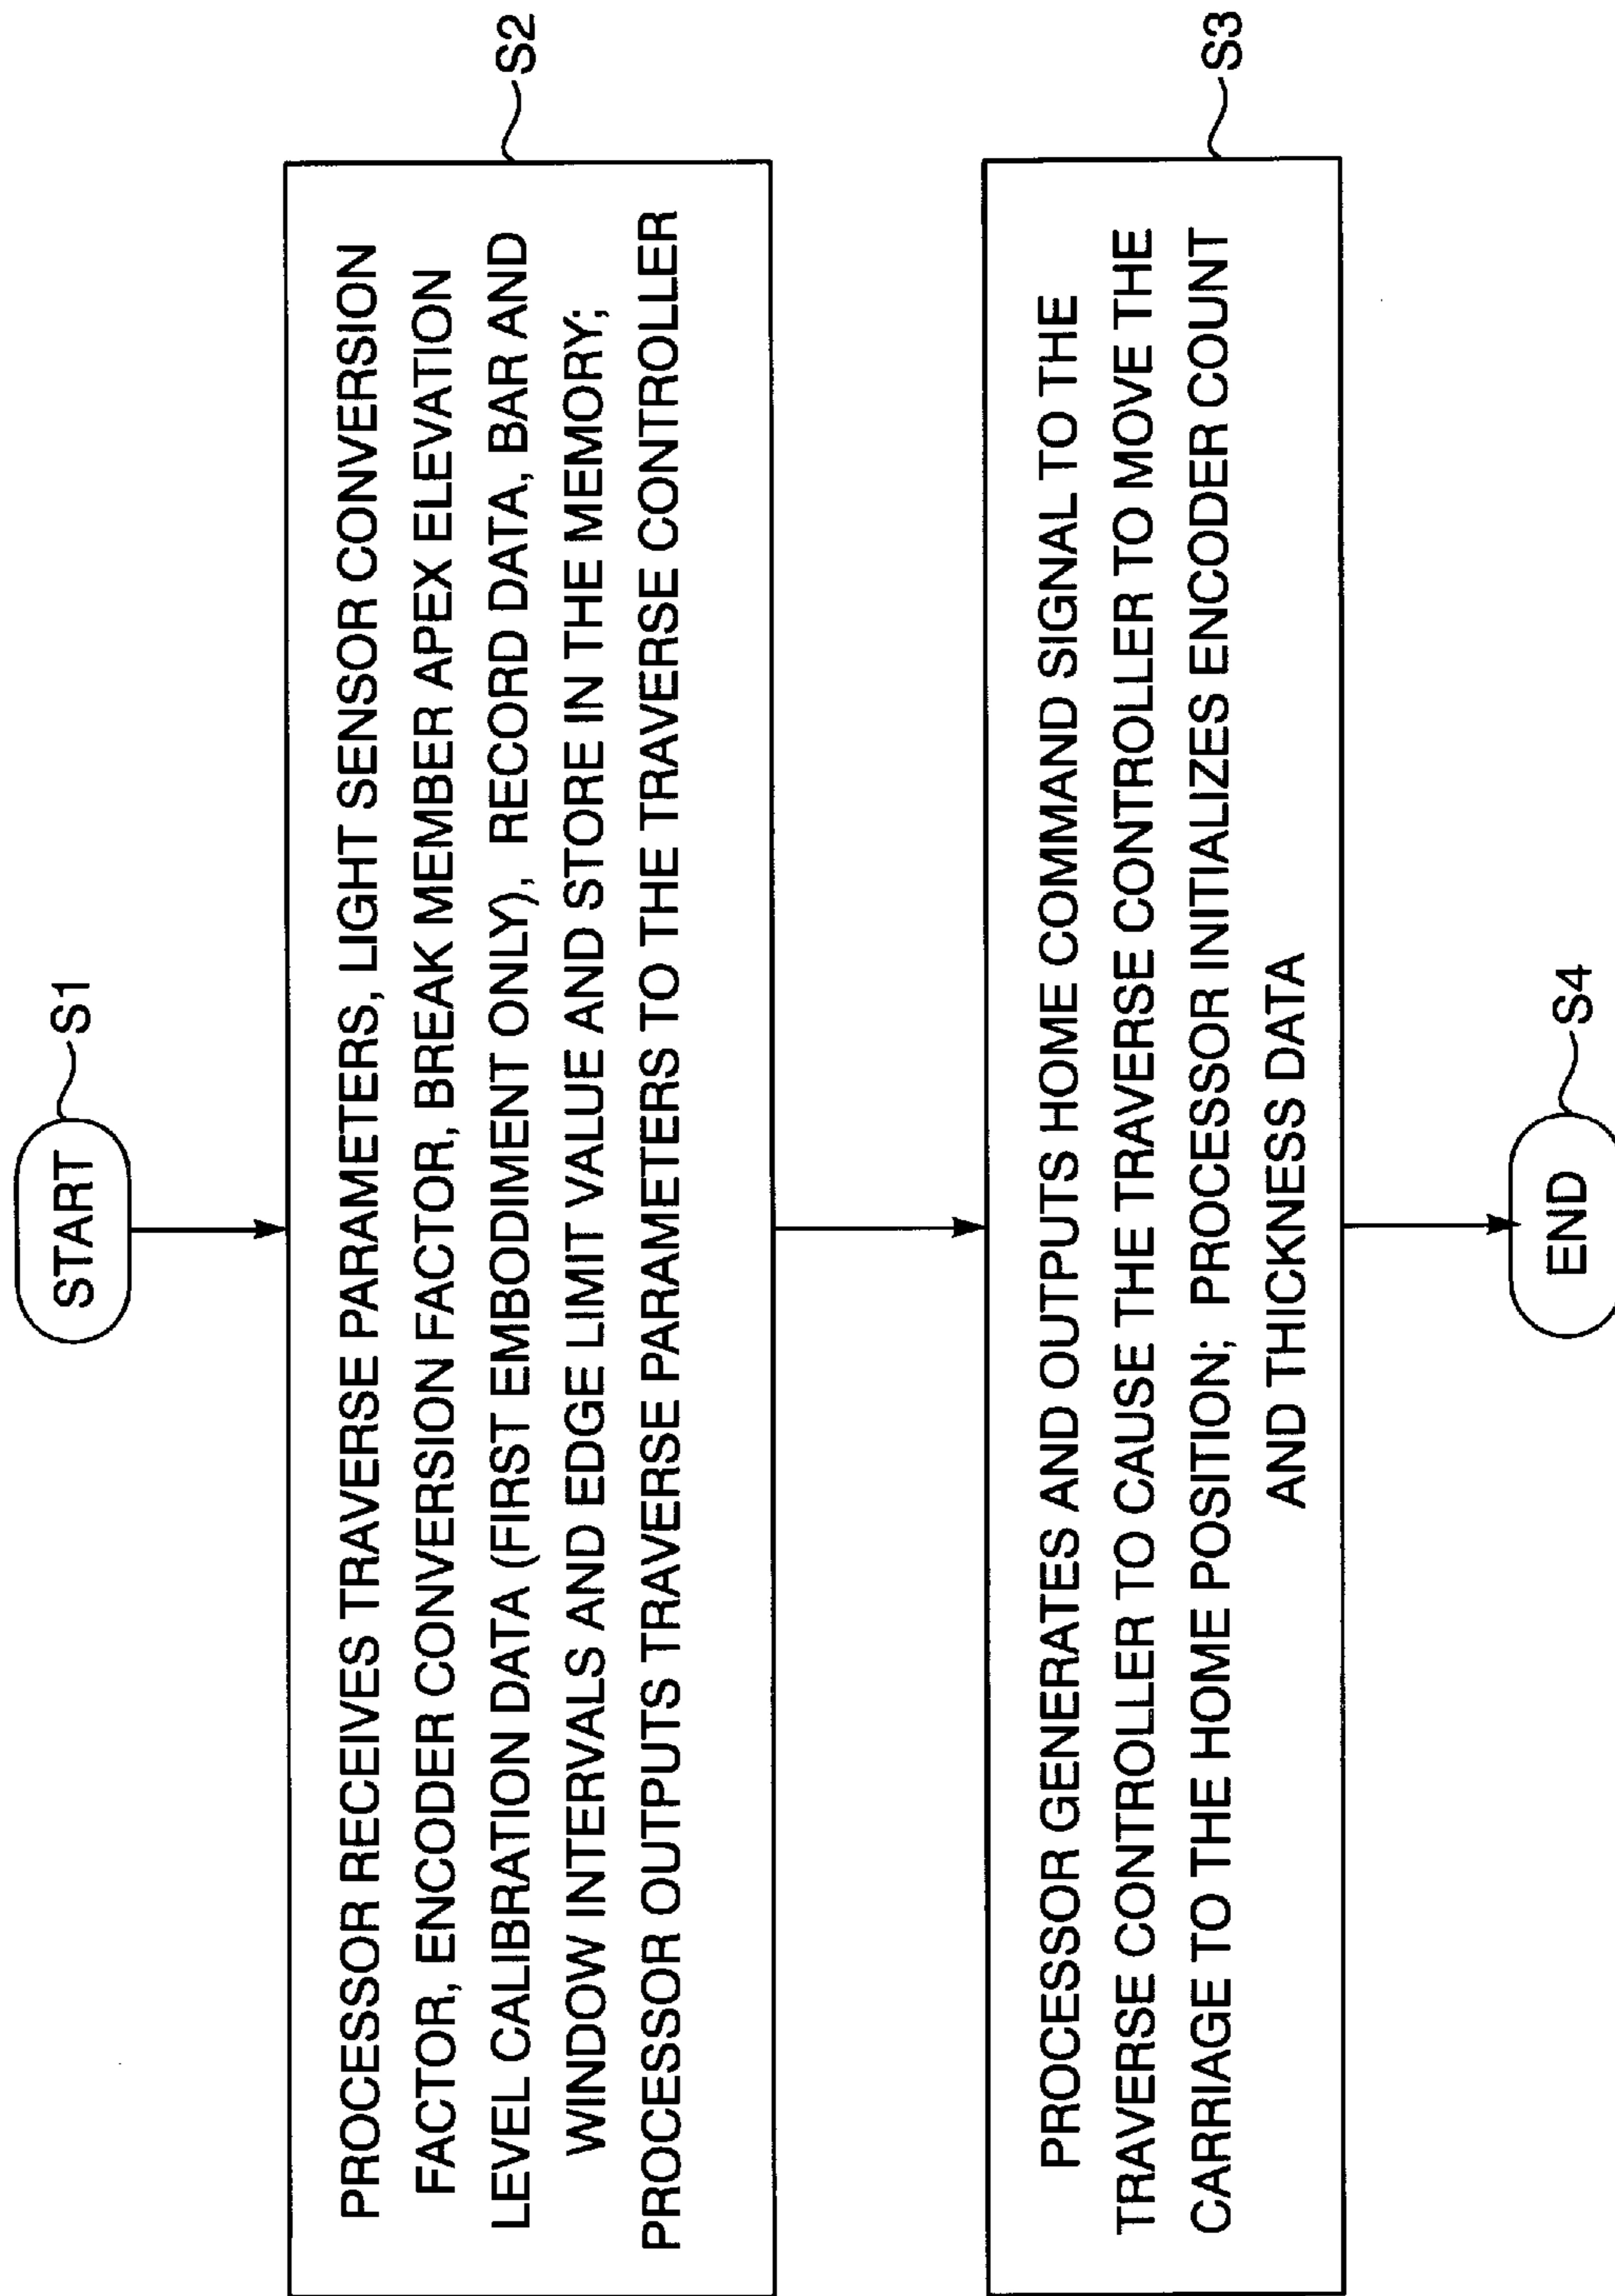 START
S1
PROCESSOR RECEIVES TRAVERSE PARAMETERS, LIGHT SENSOR CONVERSION
FACTOR, ENCODER CONVERSION FACTOR, BREAK MEMBER APEX ELEVATION
LEVEL CALIBRATION DATA (FIRST EMBODIMENT ONLY), RECORD DATA, BAR AND
WINDOW INTERVALS AND EDGE LIMIT VALUE AND STORE IN THE MEMORY;
PROCESSOR OUTPUTS TRAVERSE PARAMETERS TO THE TRAVERSE CONTROLLER
S2
PROCESSOR GENERATES AND OUTPUTS HOME COMMAND SIGNAL TO THE
TRAVERSE CONTROLLER TO CAUSE THE TRAVERSE CONTROLLER TO MOVE THE
CARRIAGE TO THE HOME POSITION; PROCESSOR INITIALIZES ENCODER COUNT
AND THICKNESS DATA
S3
END
S4